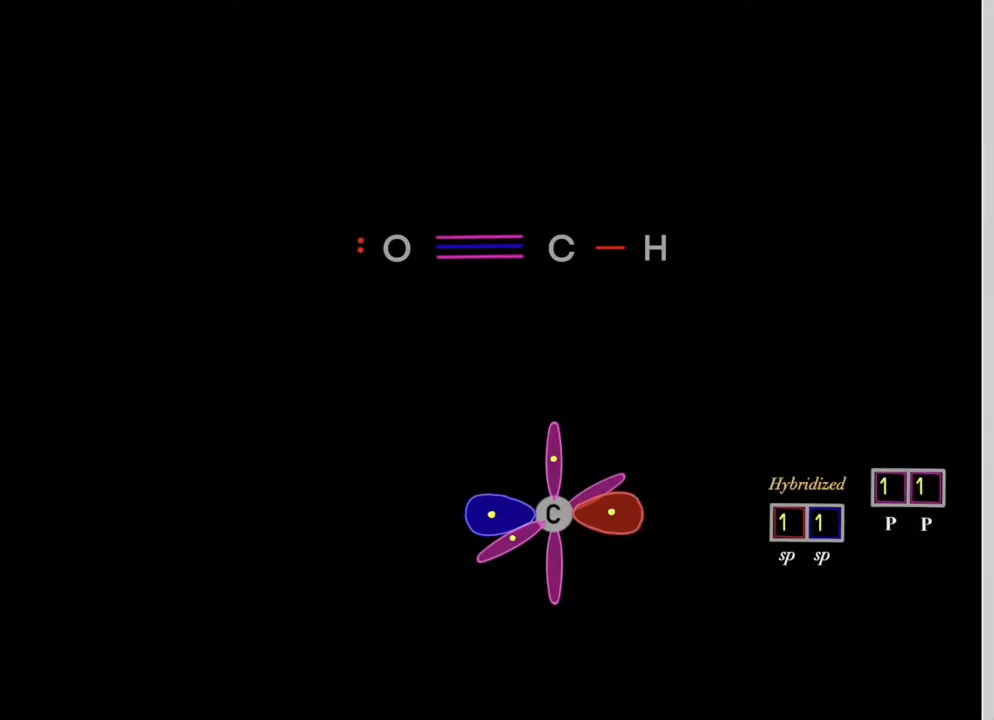 : O ≡ C — H
C
Hybridized
1 1
sp sp
1 1
P P